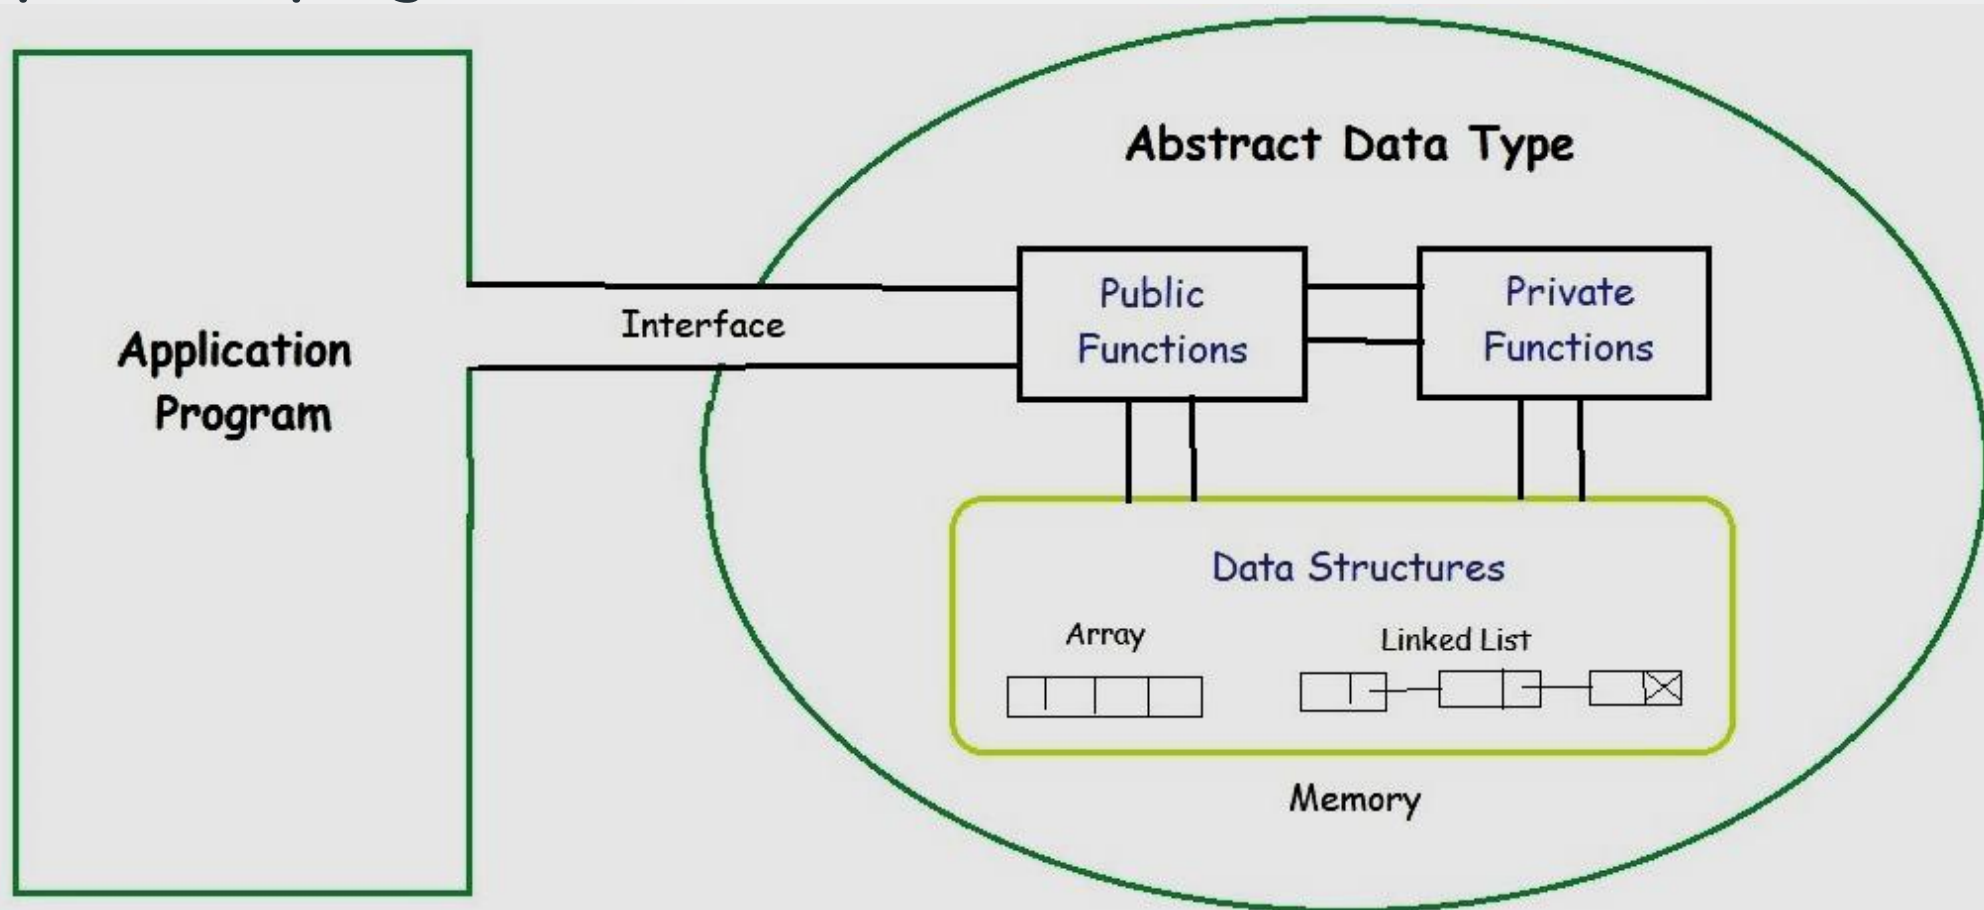 Abstract Data Type
Application
Program
Interface
Public
Functions
Private
Functions
Data Structures
Array
Linked List
Memory